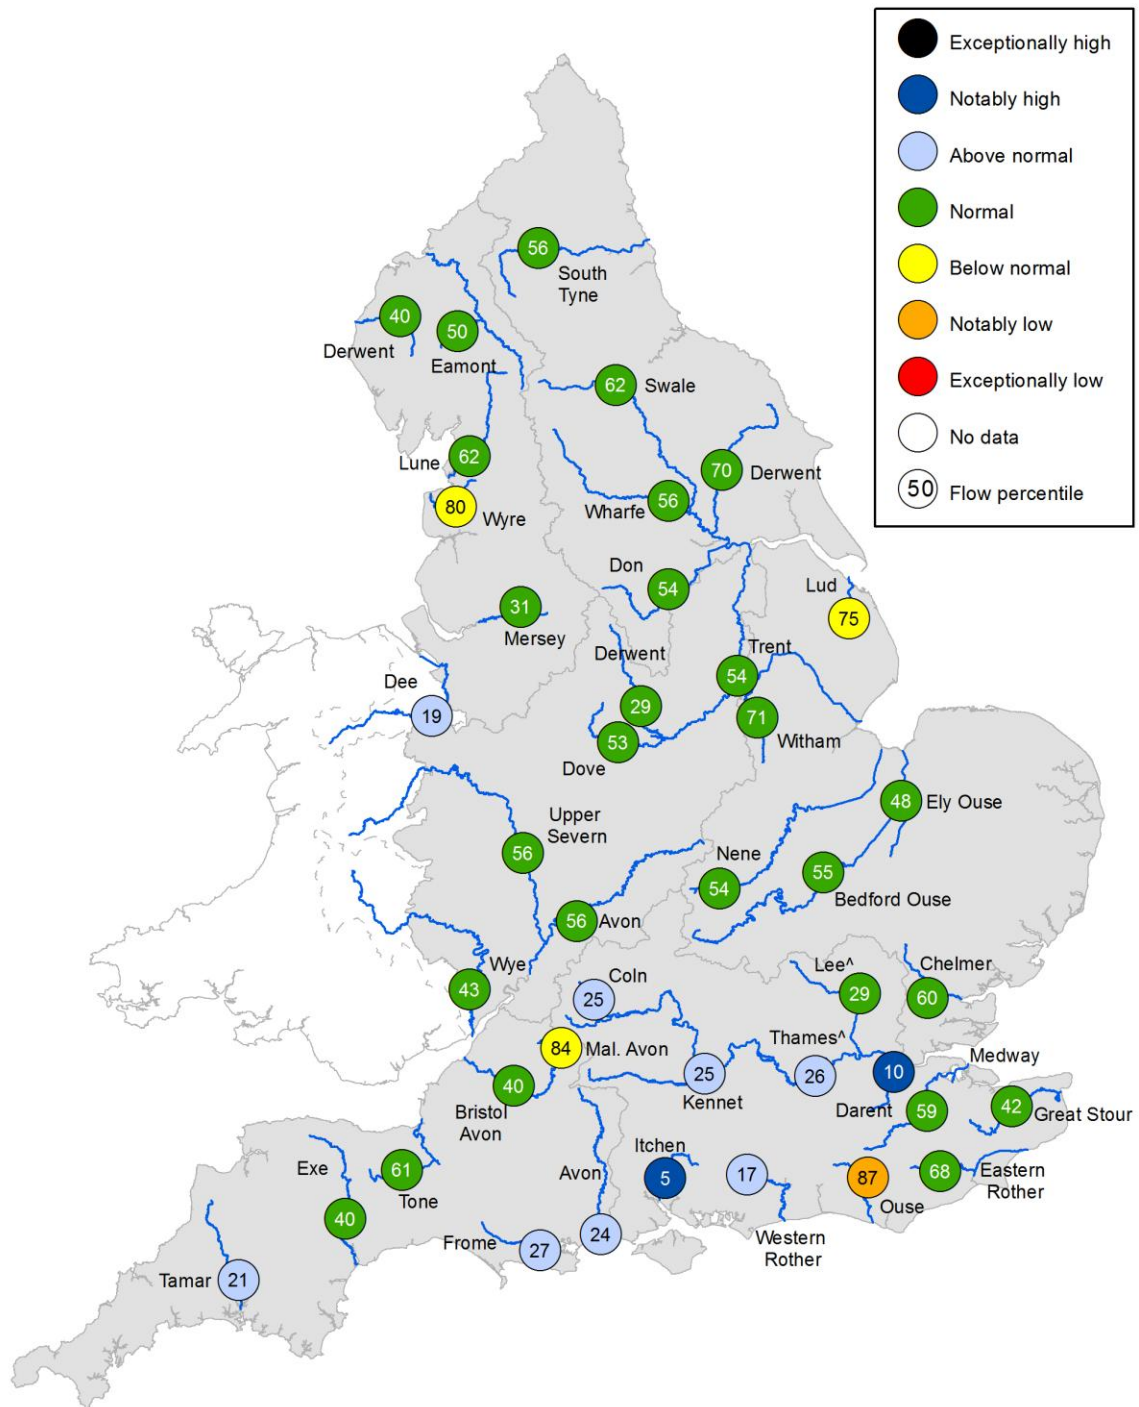 Exceptionally high
Notably high
Above normal
Normal
Below normal
Notably low
Exceptionally low
No data
50 Flow percentile
56
South
Tyne
40
Derwent
50
Eamont
62
Swale
Lune
62
80
Wyre
70
Derwent
Wharfe
56
Don
54
Lud
75
31
Mersey
Derwent
29
Trent
54
Dee
19
71
Witham
53
Dove
Upper
Severn
56
48
Ely Ouse
Nene
54
55
Bedford Ouse
56
Avon
Wye
43
Coln
25
Lee^
29
Chelmer
60
84
Mal. Avon
Thames^
26
10
Darent
Medway
59
40
Bristol
Avon
25
Kennet
42
Great Stour
Exe
40
61
Tone
Avon
24
Itchen
5
17
Western
Rother
87
Ouse
68
Eastern
Rother
Frome
27
Tamar
21